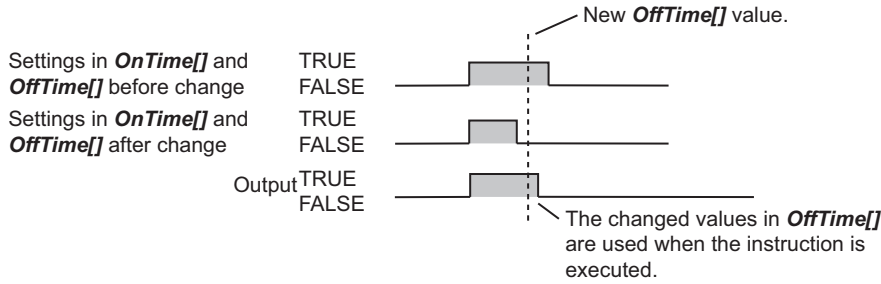 New OffTime[] value.
Settings in OnTime[] and
OffTime[] before change
TRUE
FALSE
Settings in OnTime[] and
OffTime[] after change
TRUE
FALSE
Output
TRUE
FALSE
The changed values in OffTime[]
are used when the instruction is
executed.